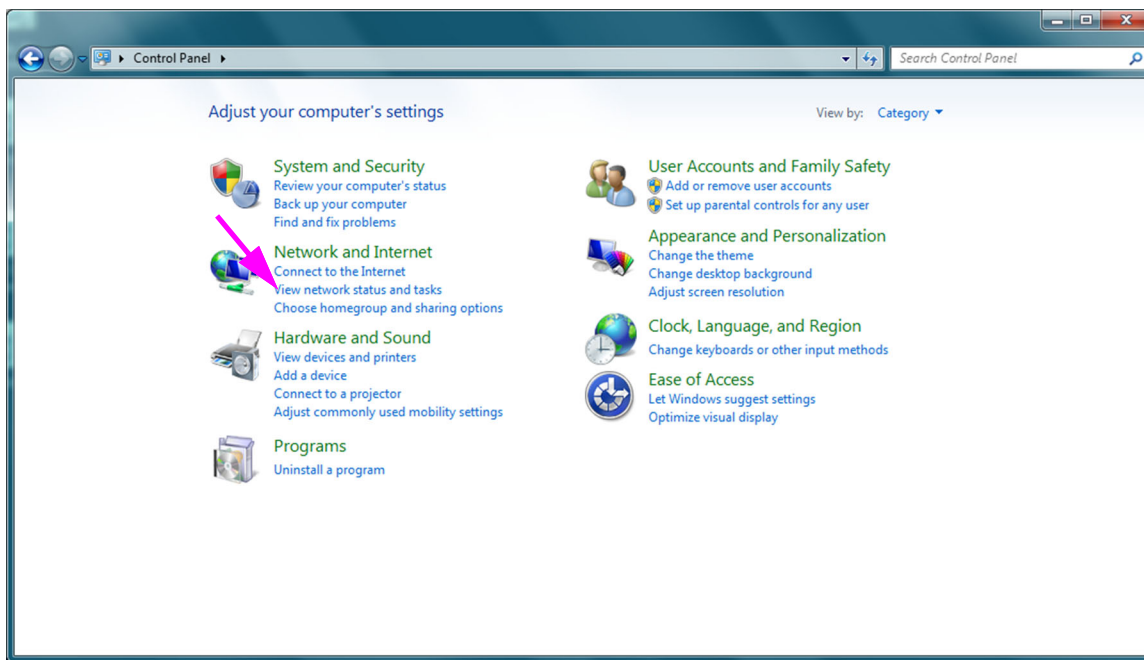 Control Panel
Search Control Panel
Adjust your computer's settings
View by: Category
System and Security
Review your computer's status
Back up your computer
Find and fix problems
Network and Internet
Connect to the Internet
View network status and tasks
Choose homegroup and sharing options
Hardware and Sound
View devices and printers
Add a device
Connect to a projector
Adjust commonly used mobility settings
Programs
Uninstall a program
User Accounts and Family Safety
Add or remove user accounts
Set up parental controls for any user
Appearance and Personalization
Change the theme
Change desktop background
Adjust screen resolution
Clock, Language, and Region
Change keyboards or other input methods
Ease of Access
Let Windows suggest settings
Optimize visual display